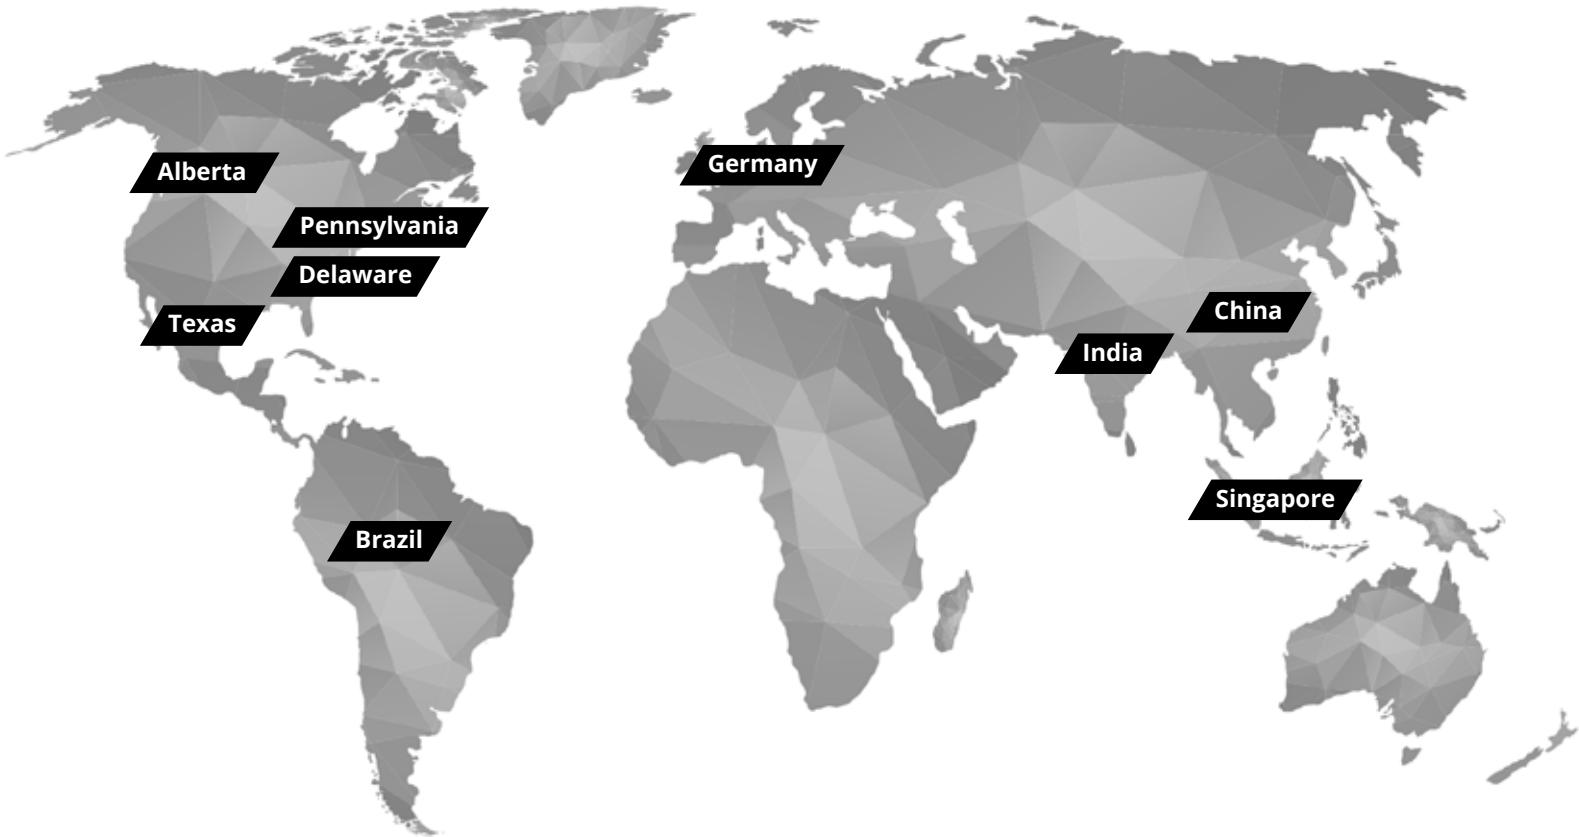 Germany
Alberta
Pennsylvania
Delaware
China
Texas
India
Singapore
Brazil